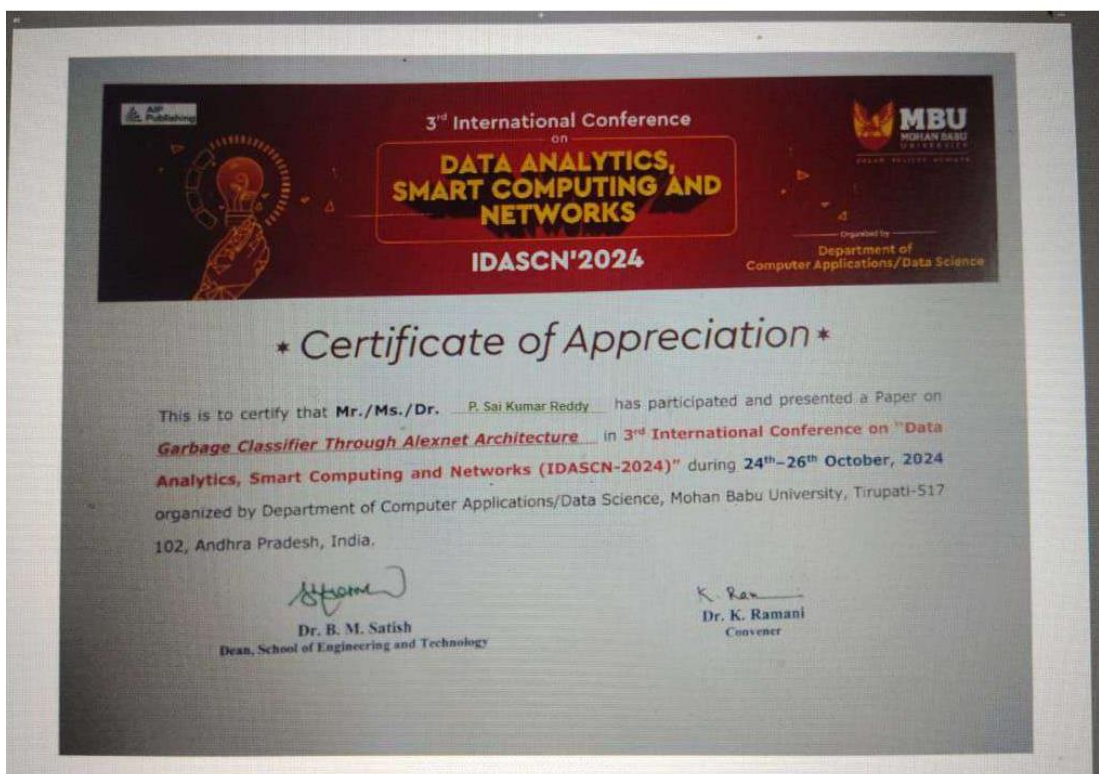 AIP
Publishing
3rd International Conference
on
DATA ANALYTICS,
SMART COMPUTING AND
NETWORKS
IDASCN'2024
MBU
MOHAN BABU
UNIVERSITY
DREAM BELIEVE ACHIEVE
Organised by
Department of
Computer Applications/Data Science
* Certificate of Appreciation *
This is to certify that Mr./Ms./Dr. P. Sai Kumar Reddy has participated and presented a Paper on
Garbage Classifier Through Alexnet Architecture in 3rd International Conference on "Data
Analytics, Smart Computing and Networks (IDASCN-2024)" during 24th-26th October, 2024
organized by Department of Computer Applications/Data Science, Mohan Babu University, Tirupati-517
102, Andhra Pradesh, India.
K. Ram
Dr. B. M. Satish
Dean, School of Engineering and Technology
Dr. K. Ramani
Convener